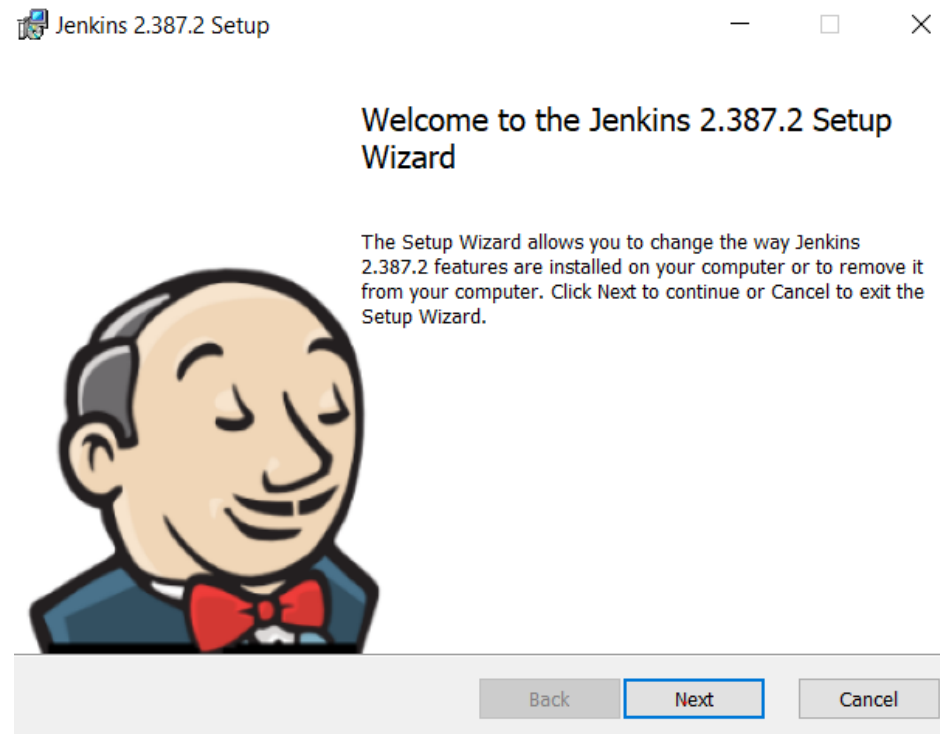 Jenkins 2.387.2 Setup
Welcome to the Jenkins 2.387.2 Setup
Wizard
The Setup Wizard allows you to change the way Jenkins
2.387.2 features are installed on your computer or to remove it
from your computer. Click Next to continue or Cancel to exit the
Setup Wizard.
Back Next Cancel